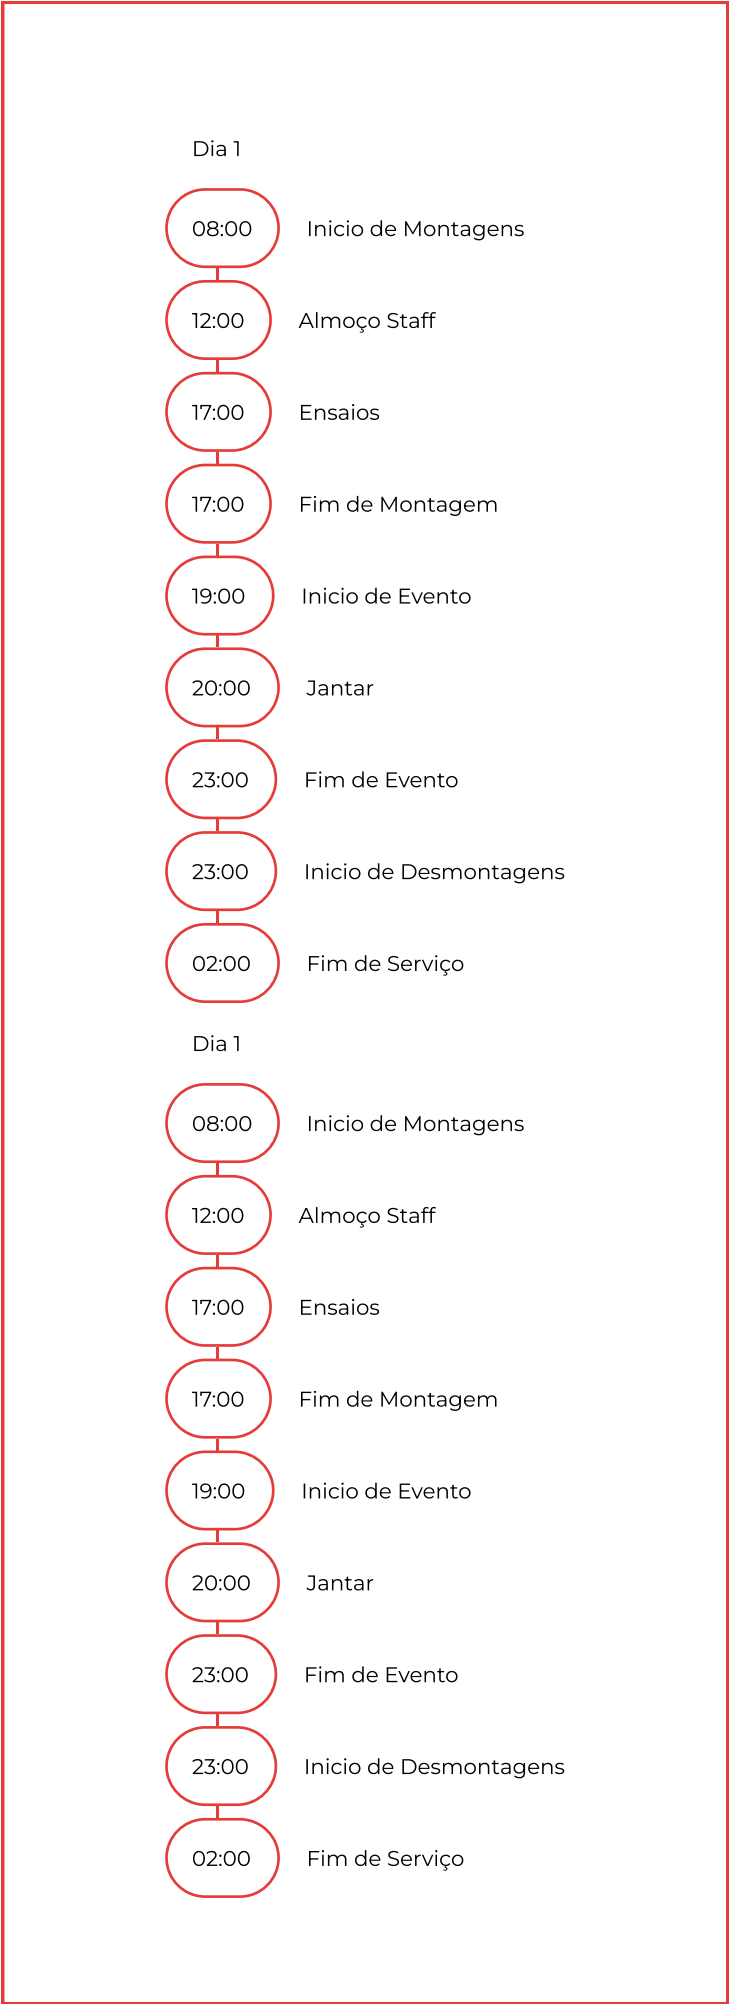 Dia 1
08:00 Inicio de Montagens
12:00 Almoço Staff
17:00 Ensaios
17:00 Fim de Montagem
19:00 Inicio de Evento
20:00 Jantar
23:00 Fim de Evento
23:00 Inicio de Desmontagens
02:00 Fim de Serviço
Dia 1
08:00 Inicio de Montagens
12:00 Almoço Staff
17:00 Ensaios
17:00 Fim de Montagem
19:00 Inicio de Evento
20:00 Jantar
23:00 Fim de Evento
23:00 Inicio de Desmontagens
02:00 Fim de Serviço